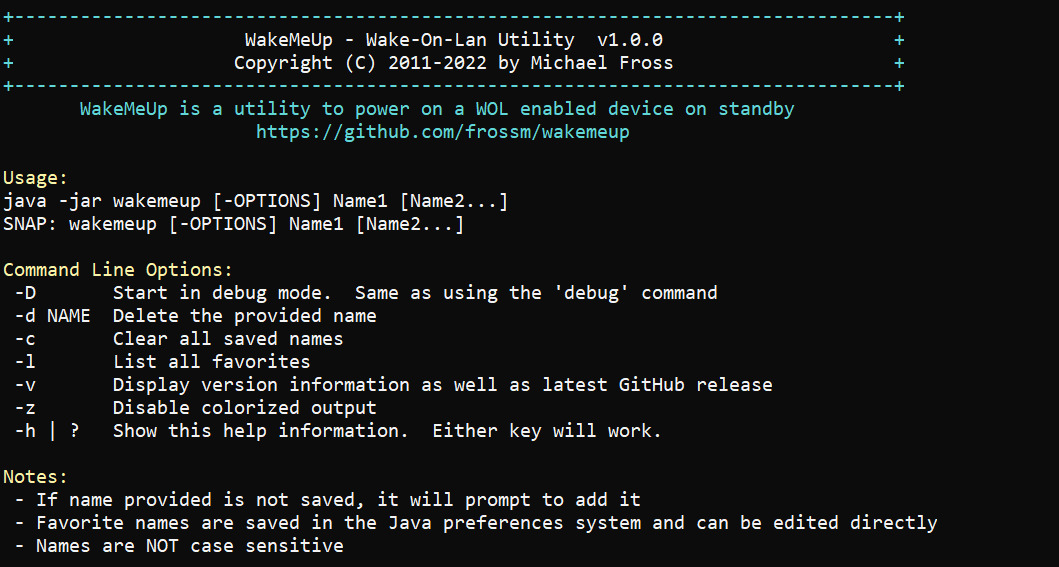 +--------------------------------------------------------------------------------+
+                     WakeMeUp - Wake-On-Lan Utility  v1.0.0                     +
+                    Copyright (C) 2011-2022 by Michael Fross                    +
+--------------------------------------------------------------------------------+
       WakeMeUp is a utility to power on a WOL enabled device on standby
                       https://github.com/frossm/wakemeup

Usage:
java -jar wakemeup [-OPTIONS] Name1 [Name2...]
SNAP: wakemeup [-OPTIONS] Name1 [Name2...]

Command Line Options:
 -D       Start in debug mode.  Same as using the 'debug' command
 -d NAME  Delete the provided name
 -c       Clear all saved names
 -l       List all favorites
 -v       Display version information as well as latest GitHub release
 -z       Disable colorized output
 -h | ?   Show this help information.  Either key will work.

Notes:
 - If name provided is not saved, it will prompt to add it
 - Favorite names are saved in the Java preferences system and can be edited directly
 - Names are NOT case sensitive